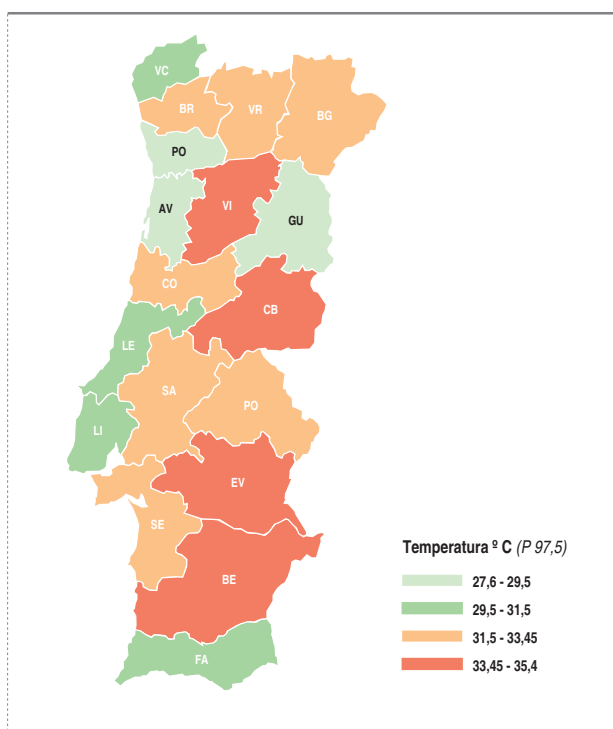 VC
BR
VR
BG
PO
AV
VI
GU
CO
CB
LE
SA
PO
LI
EV
SE
BE
FA
Temperatura º C (P 97,5)
27,6 - 29,5
29,5 - 31,5
31,5 - 33,45
33,45 - 35,4